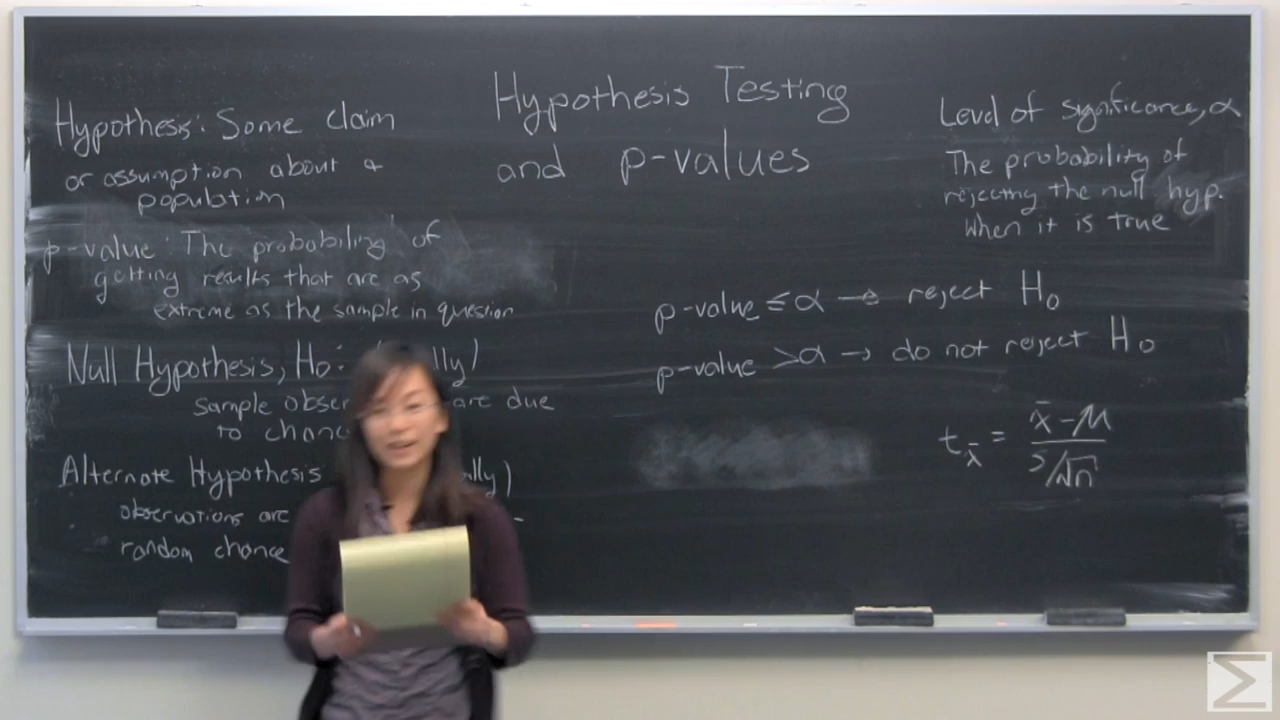 Hypothesis Testing
and p-values
Hypothesis: Some claim
or assumption about a
population
p-value: The probability of
getting results that are as
extreme as the sample in question
Null Hypothesis, Ho:
sample are due
to
Alternate Hypothesis
observations are
random chance
Level of significance, α
The probability of
rejecting the null hyp.
when it is true
p-value ≤ α → reject H₀
p-value > α → do not reject H₀
t_x̄ = (x̄ - μ) / (s/√n)
Σ